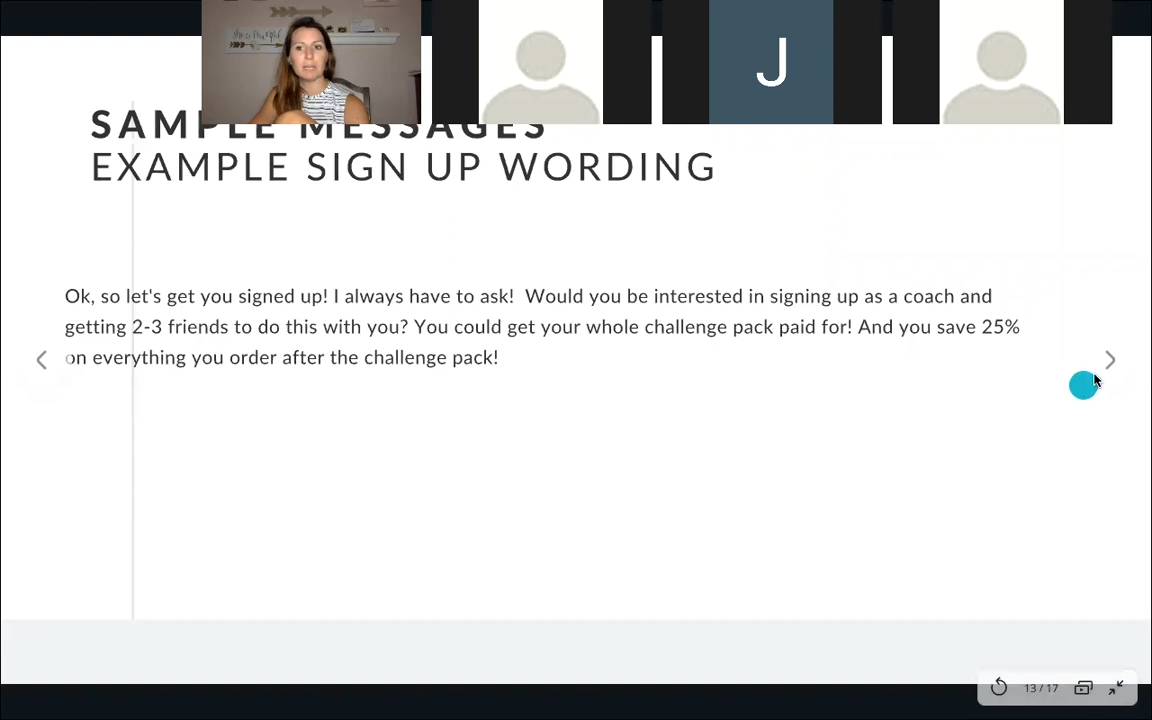 J
SAMPLE MESSAGES
EXAMPLE SIGN UP WORDING
Ok, so let's get you signed up! I always have to ask!  Would you be interested in signing up as a coach and
getting 2-3 friends to do this with you? You could get your whole challenge pack paid for! And you save 25%
on everything you order after the challenge pack!
13 / 17